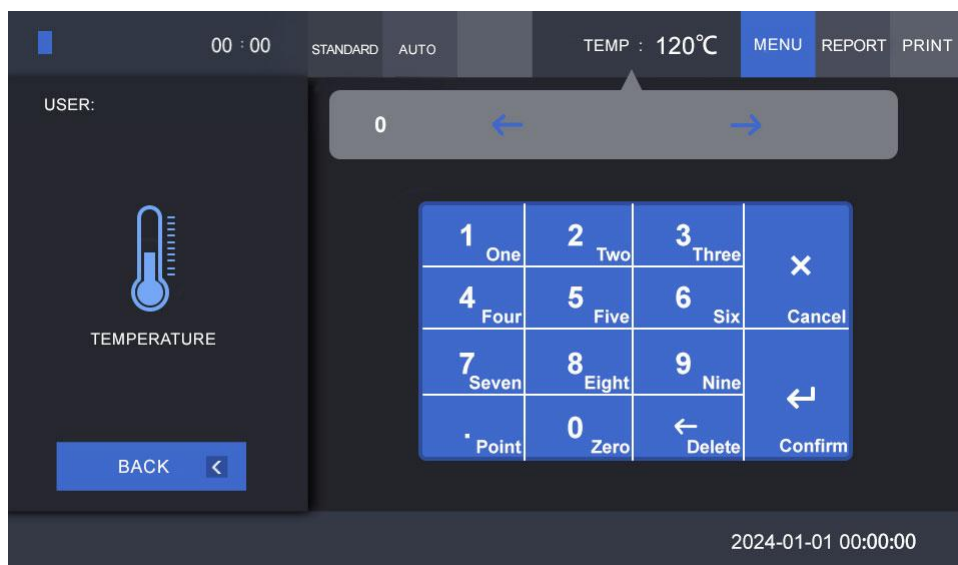 00 : 00 STANDARD AUTO TEMP : 120℃ MENU REPORT PRINT
USER:
0
1 One 2 Two 3 Three
Cancel
4 Four 5 Five 6 Six
TEMPERATURE
7 Seven 8 Eight 9 Nine
. Point 0 Zero Delete
Confirm
BACK
2024-01-01 00:00:00